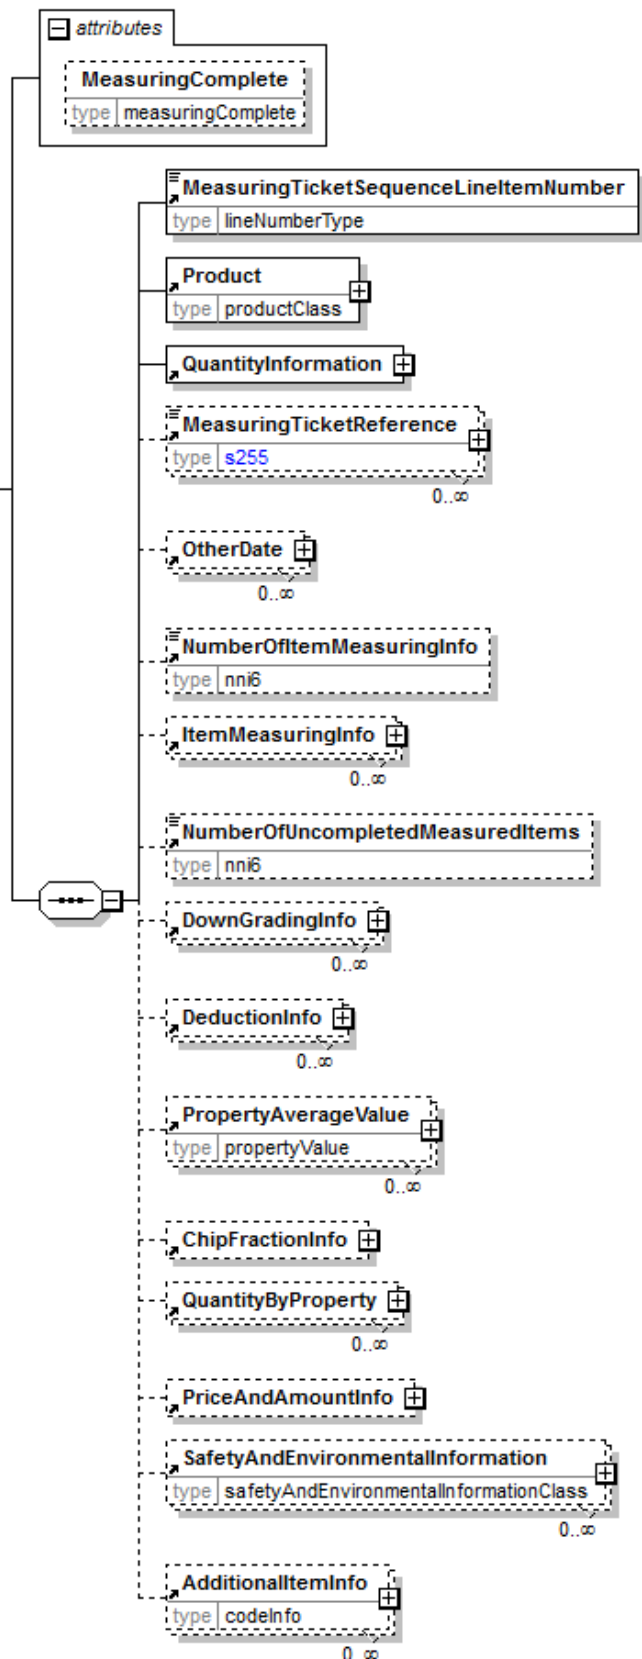 attributes
MeasuringComplete
type measuringComplete
MeasuringTicketSequenceLineItemNumber
type lineNumberType
Product
type productClass
QuantityInformation
MeasuringTicketReference
type s255
0..∞
OtherDate
0..∞
NumberOfItemMeasuringInfo
type nni6
ItemMeasuringInfo
0..∞
NumberOfUncompletedMeasuredItems
type nni6
DownGradingInfo
0..∞
DeductionInfo
0..∞
PropertyAverageValue
type propertyValue
0..∞
ChipFractionInfo
QuantityByProperty
0..∞
PriceAndAmountInfo
SafetyAndEnvironmentalInformation
type safetyAndEnvironmentalInformationClass
0..∞
AdditionalItemInfo
type codeInfo
0..∞